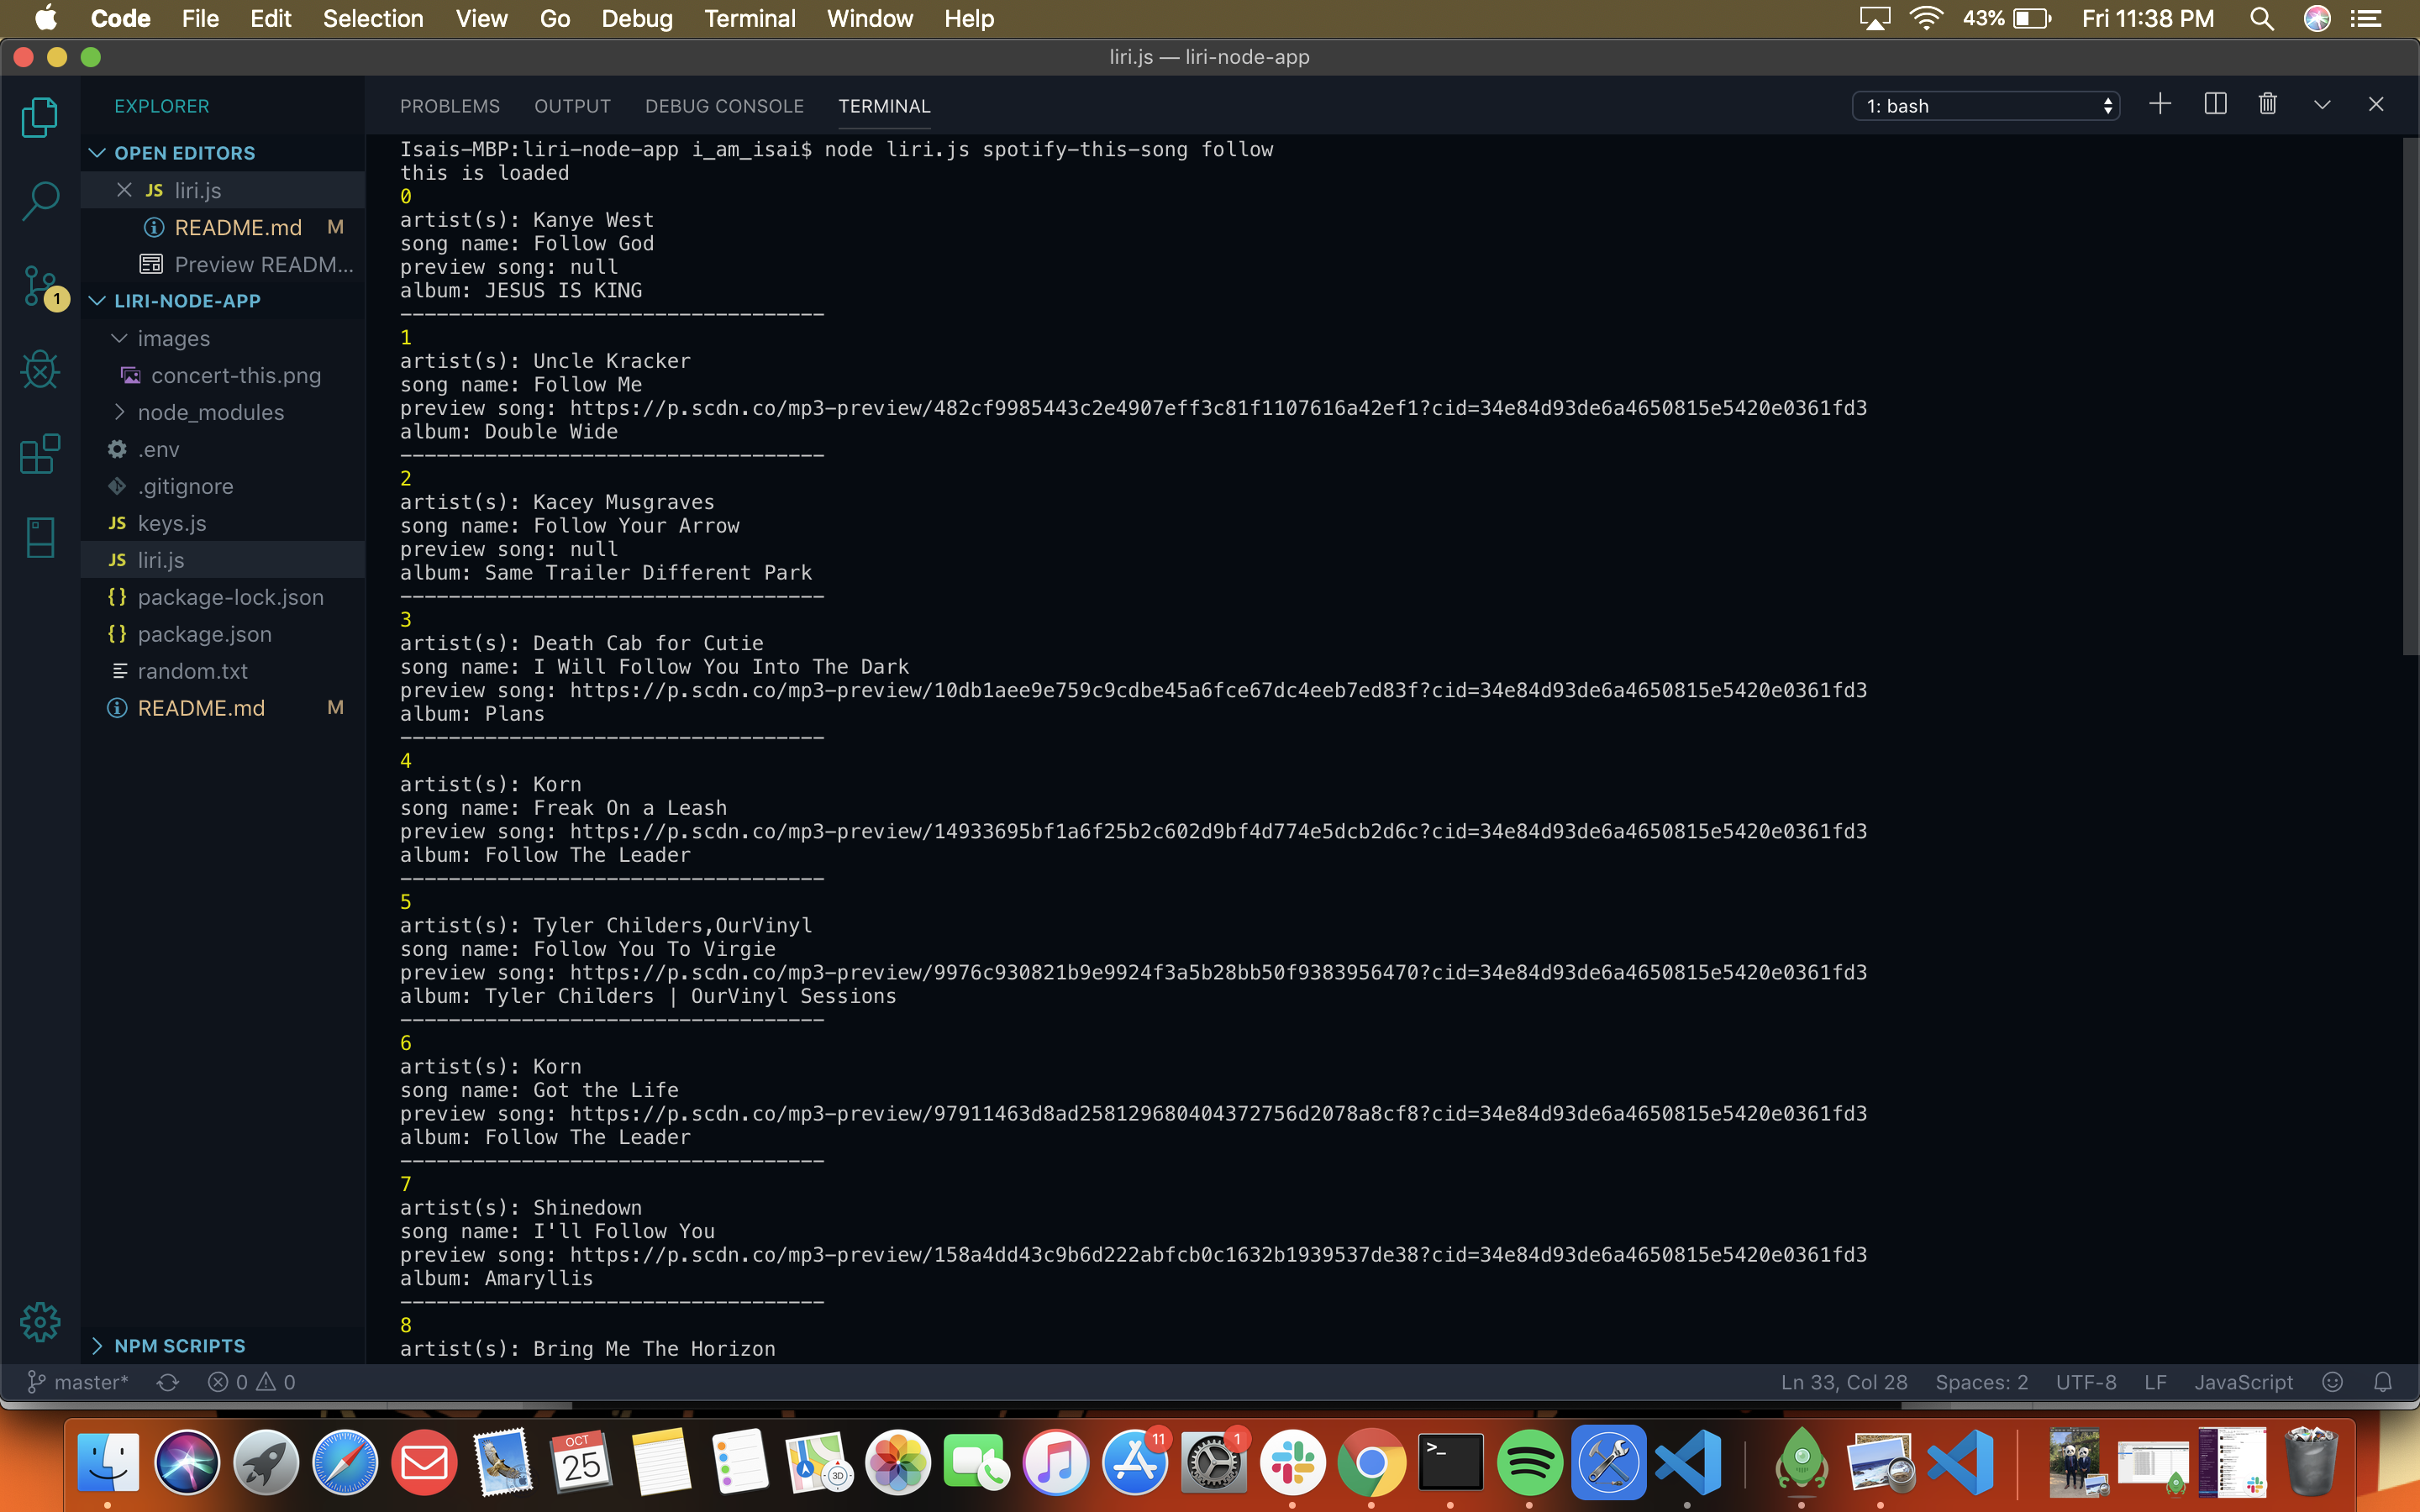 Code File Edit Selection View Go Debug Terminal Window Help 43% Fri 11:38 PM
liri.js — liri-node-app
EXPLORER
OPEN EDITORS
JS liri.js
README.md M
Preview READM...
1
LIRI-NODE-APP
images
concert-this.png
node_modules
.env
.gitignore
JS keys.js
JS liri.js
{} package-lock.json
{} package.json
random.txt
README.md M
NPM SCRIPTS
PROBLEMS OUTPUT DEBUG CONSOLE TERMINAL 1: bash
Isais-MBP:liri-node-app i_am_isai$ node liri.js spotify-this-song follow
this is loaded
0
artist(s): Kanye West
song name: Follow God
preview song: null
album: JESUS IS KING
-----------------------------------
1
artist(s): Uncle Kracker
song name: Follow Me
preview song: https://p.scdn.co/mp3-preview/482cf9985443c2e4907eff3c81f1107616a42ef1?cid=34e84d93de6a4650815e5420e0361fd3
album: Double Wide
-----------------------------------
2
artist(s): Kacey Musgraves
song name: Follow Your Arrow
preview song: null
album: Same Trailer Different Park
-----------------------------------
3
artist(s): Death Cab for Cutie
song name: I Will Follow You Into The Dark
preview song: https://p.scdn.co/mp3-preview/10db1aee9e759c9cdbe45a6fce67dc4eeb7ed83f?cid=34e84d93de6a4650815e5420e0361fd3
album: Plans
-----------------------------------
4
artist(s): Korn
song name: Freak On a Leash
preview song: https://p.scdn.co/mp3-preview/14933695bf1a6f25b2c602d9bf4d774e5dcb2d6c?cid=34e84d93de6a4650815e5420e0361fd3
album: Follow The Leader
-----------------------------------
5
artist(s): Tyler Childers,OurVinyl
song name: Follow You To Virgie
preview song: https://p.scdn.co/mp3-preview/9976c930821b9e9924f3a5b28bb50f9383956470?cid=34e84d93de6a4650815e5420e0361fd3
album: Tyler Childers | OurVinyl Sessions
-----------------------------------
6
artist(s): Korn
song name: Got the Life
preview song: https://p.scdn.co/mp3-preview/97911463d8ad258129680404372756d2078a8cf8?cid=34e84d93de6a4650815e5420e0361fd3
album: Follow The Leader
-----------------------------------
7
artist(s): Shinedown
song name: I'll Follow You
preview song: https://p.scdn.co/mp3-preview/158a4dd43c9b6d222abfcb0c1632b1939537de38?cid=34e84d93de6a4650815e5420e0361fd3
album: Amaryllis
-----------------------------------
8
artist(s): Bring Me The Horizon
master* 0 0 Ln 33, Col 28 Spaces: 2 UTF-8 LF JavaScript
OCT
25
3D
11
1
>_